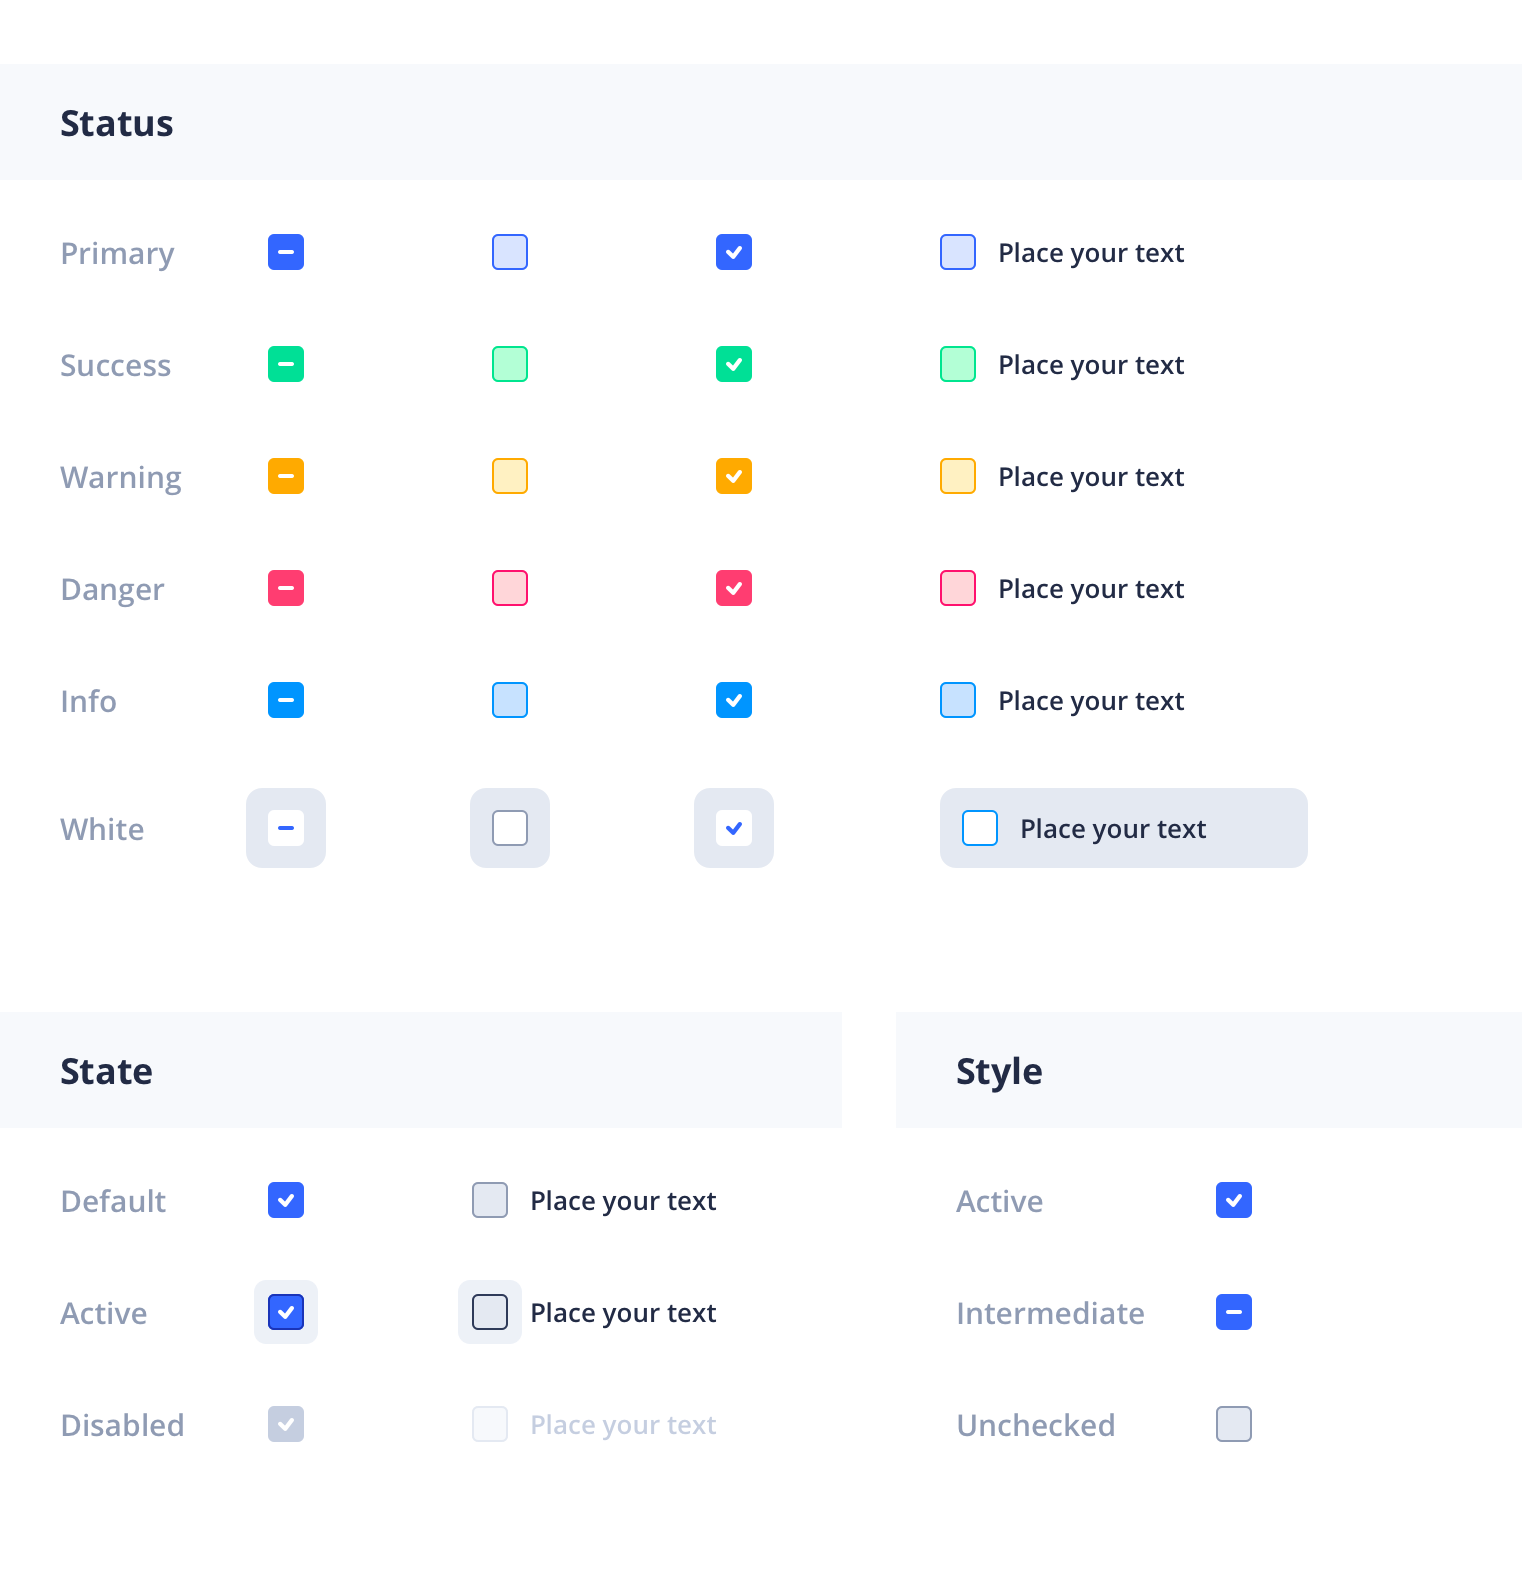 Status
Primary
Place your text
Success
Place your text
Warning
Place your text
Danger
Place your text
Info
Place your text
White
Place your text
State
Style
Default
Place your text
Active
Active
Place your text
Intermediate
Disabled
Place your text
Unchecked